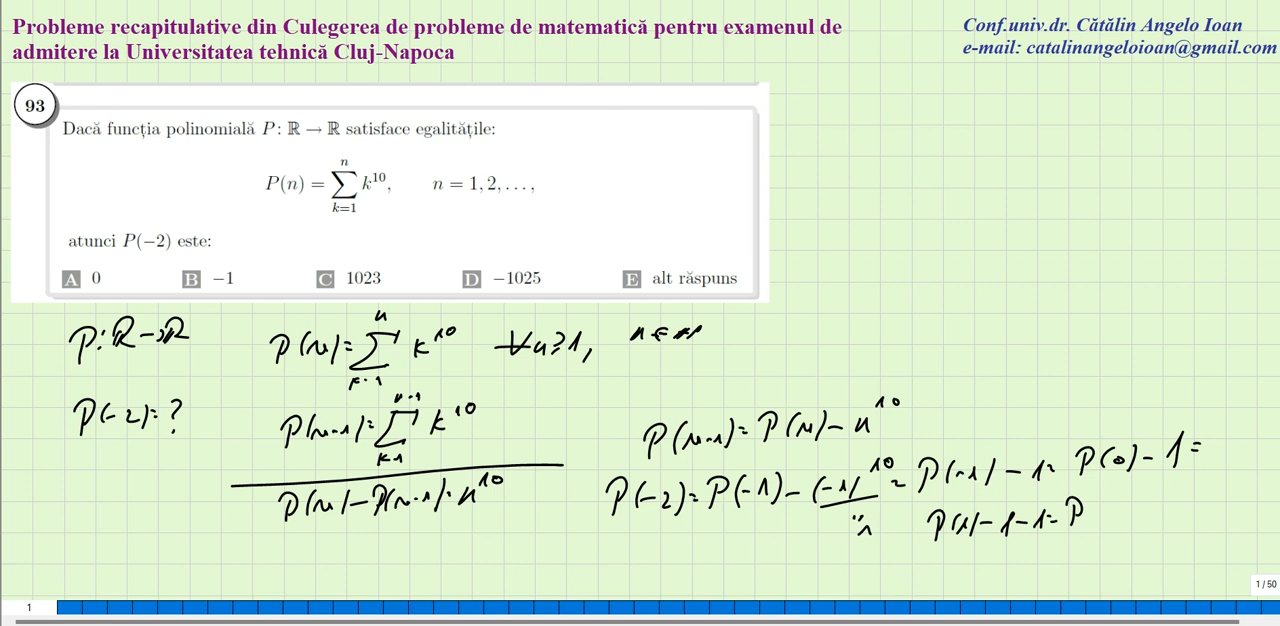 Probleme recapitulative din Culegerea de probleme de matematică pentru examenul de
admitere la Universitatea tehnică Cluj-Napoca
Conf.univ.dr. Cătălin Angelo Ioan
e-mail: catalinangeloioan@gmail.com
93
Dacă funcția polinomială P: ℝ → ℝ satisface egalitățile:
P(n) = ∑_{k=1}^{n} k^{10}, n = 1, 2, . . . ,
atunci P(−2) este:
A 0 B −1 C 1023 D −1025 E alt răspuns
P: ℝ → ℝ P(n) = ∑_{k=1}^{n} k^{10} ∀ n ≥ 1, n ∈ ℕ
P(-2) = ? P(n-1) = ∑_{k=1}^{n-1} k^{10} P(n-1) = P(n) - n^{10}
P(n) - P(n-1) = n^{10} P(-2) = P(-1) - (-1)^{10} = P(-1) - 1 = P(0) - 1 =
"1 P(1) - 1 - 1 = P
1 / 50
1